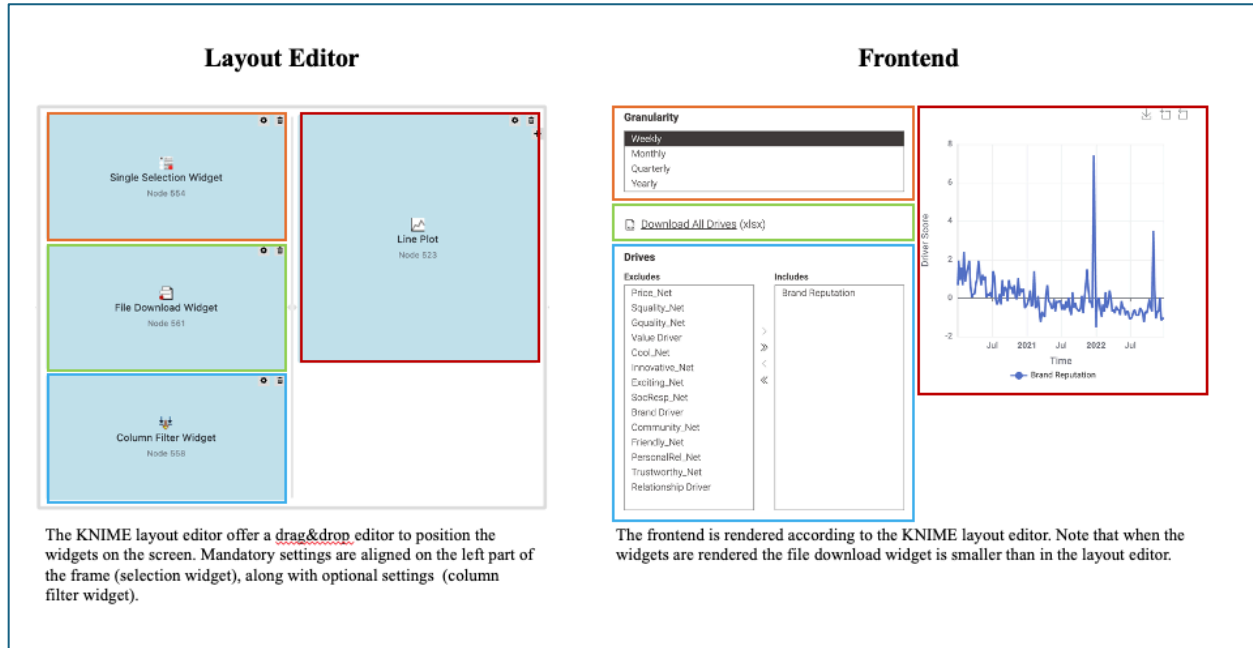 Layout Editor
Single Selection Widget
Node 554
File Download Widget
Node 561
Column Filter Widget
Node 558
Line Plot
Node 523
The KNIME layout editor offer a drag&drop editor to position the
widgets on the screen. Mandatory settings are aligned on the left part of
the frame (selection widget), along with optional settings (column
filter widget).
Frontend
Granularity
Weekly
Monthly
Quarterly
Yearly
Download All Drives (xlsx)
Drives
Excludes
Price_Net
Squality_Net
Gquality_Net
Value Driver
Cool_Net
Innovative_Net
Exciting_Net
SocResp_Net
Brand Driver
Community_Net
Friendly_Net
PersonalRel_Net
Trustworthy_Net
Relationship Driver
Includes
Brand Reputation
Driver Score
8
6
4
2
0
-2
Jul 2021 Jul 2022 Jul
Time
Brand Reputation
The frontend is rendered according to the KNIME layout editor. Note that when the
widgets are rendered the file download widget is smaller than in the layout editor.